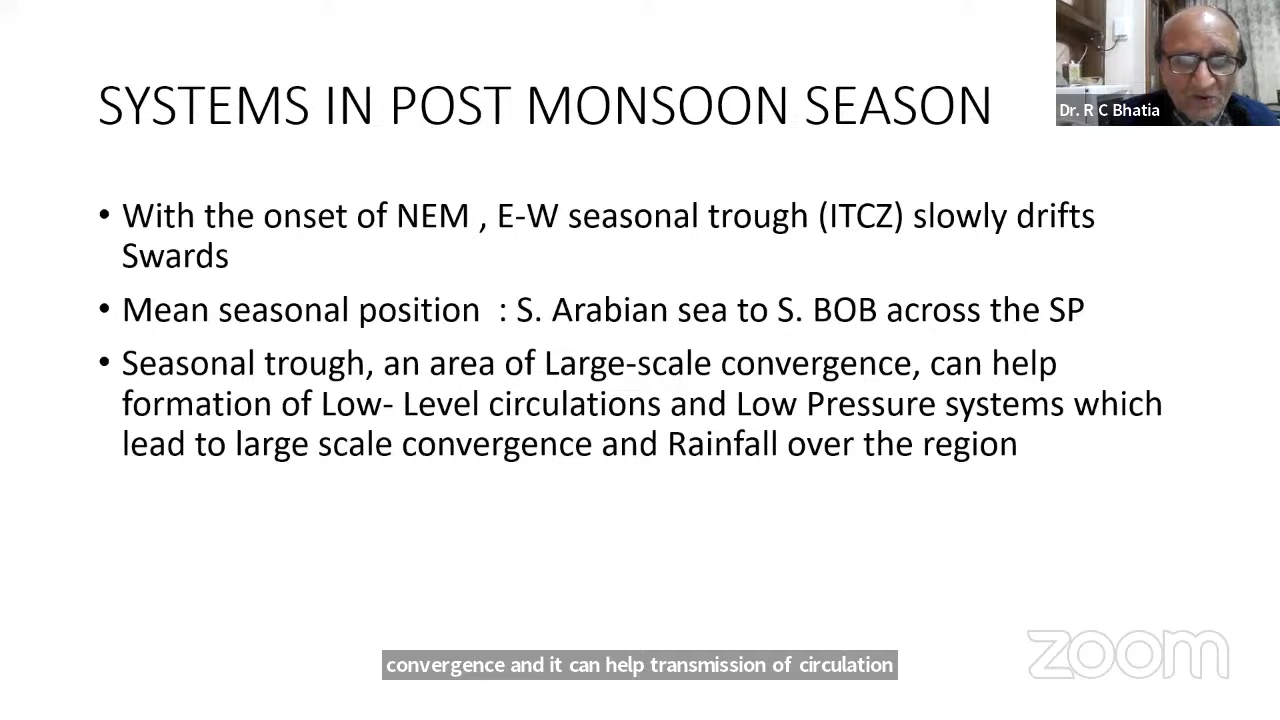 SYSTEMS IN POST MONSOON SEASON
Dr. R C Bhatia
• With the onset of NEM , E-W seasonal trough (ITCZ) slowly drifts
Swards
• Mean seasonal position : S. Arabian sea to S. BOB across the SP
• Seasonal trough, an area of Large-scale convergence, can help
formation of Low- Level circulations and Low Pressure systems which
lead to large scale convergence and Rainfall over the region
convergence and it can help transmission of circulation
zoom